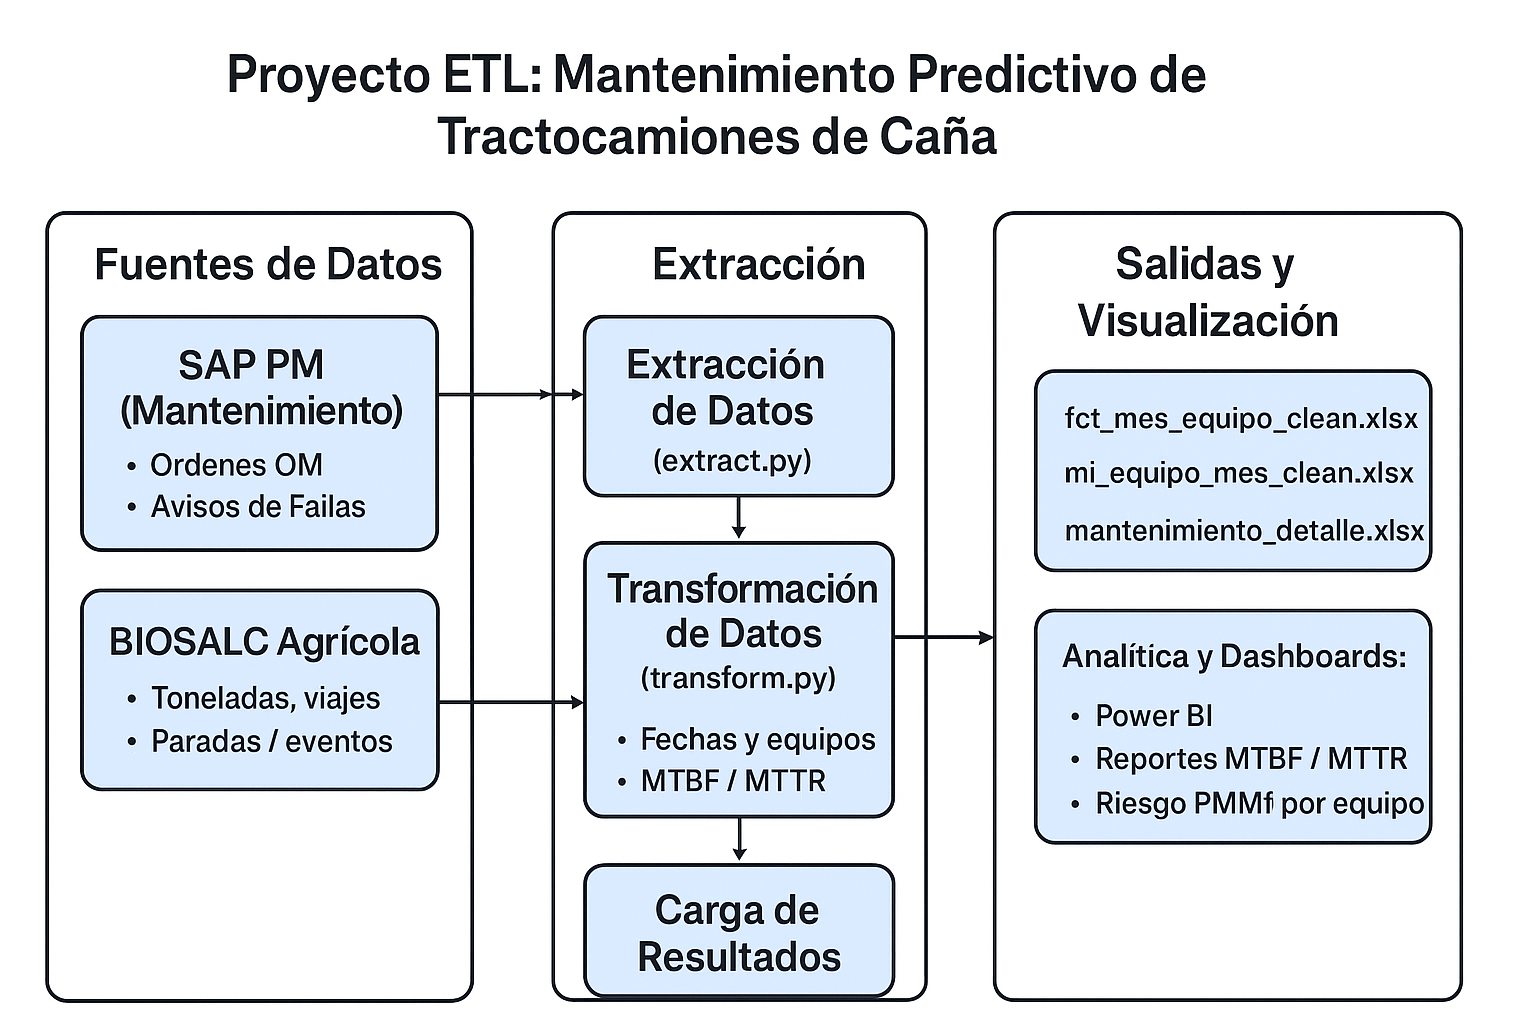 Proyecto ETL: Mantenimiento Predictivo de
Tractocamiones de Caña
Fuentes de Datos
SAP PM
(Mantenimiento)
• Ordenes OM
• Avisos de Failas
BIOSALC Agrícola
• Toneladas, viajes
• Paradas / eventos
Extracción
Extracción
de Datos
(extract.py)
Transformación
de Datos
(transform.py)
• Fechas y equipos
• MTBF / MTTR
Carga de
Resultados
Salidas y
Visualización
fct_mes_equipo_clean.xlsx
mi_equipo_mes_clean.xlsx
mantenimiento_detalle.xlsx
Analítica y Dashboards:
• Power BI
• Reportes MTBF / MTTR
• Riesgo por equipo